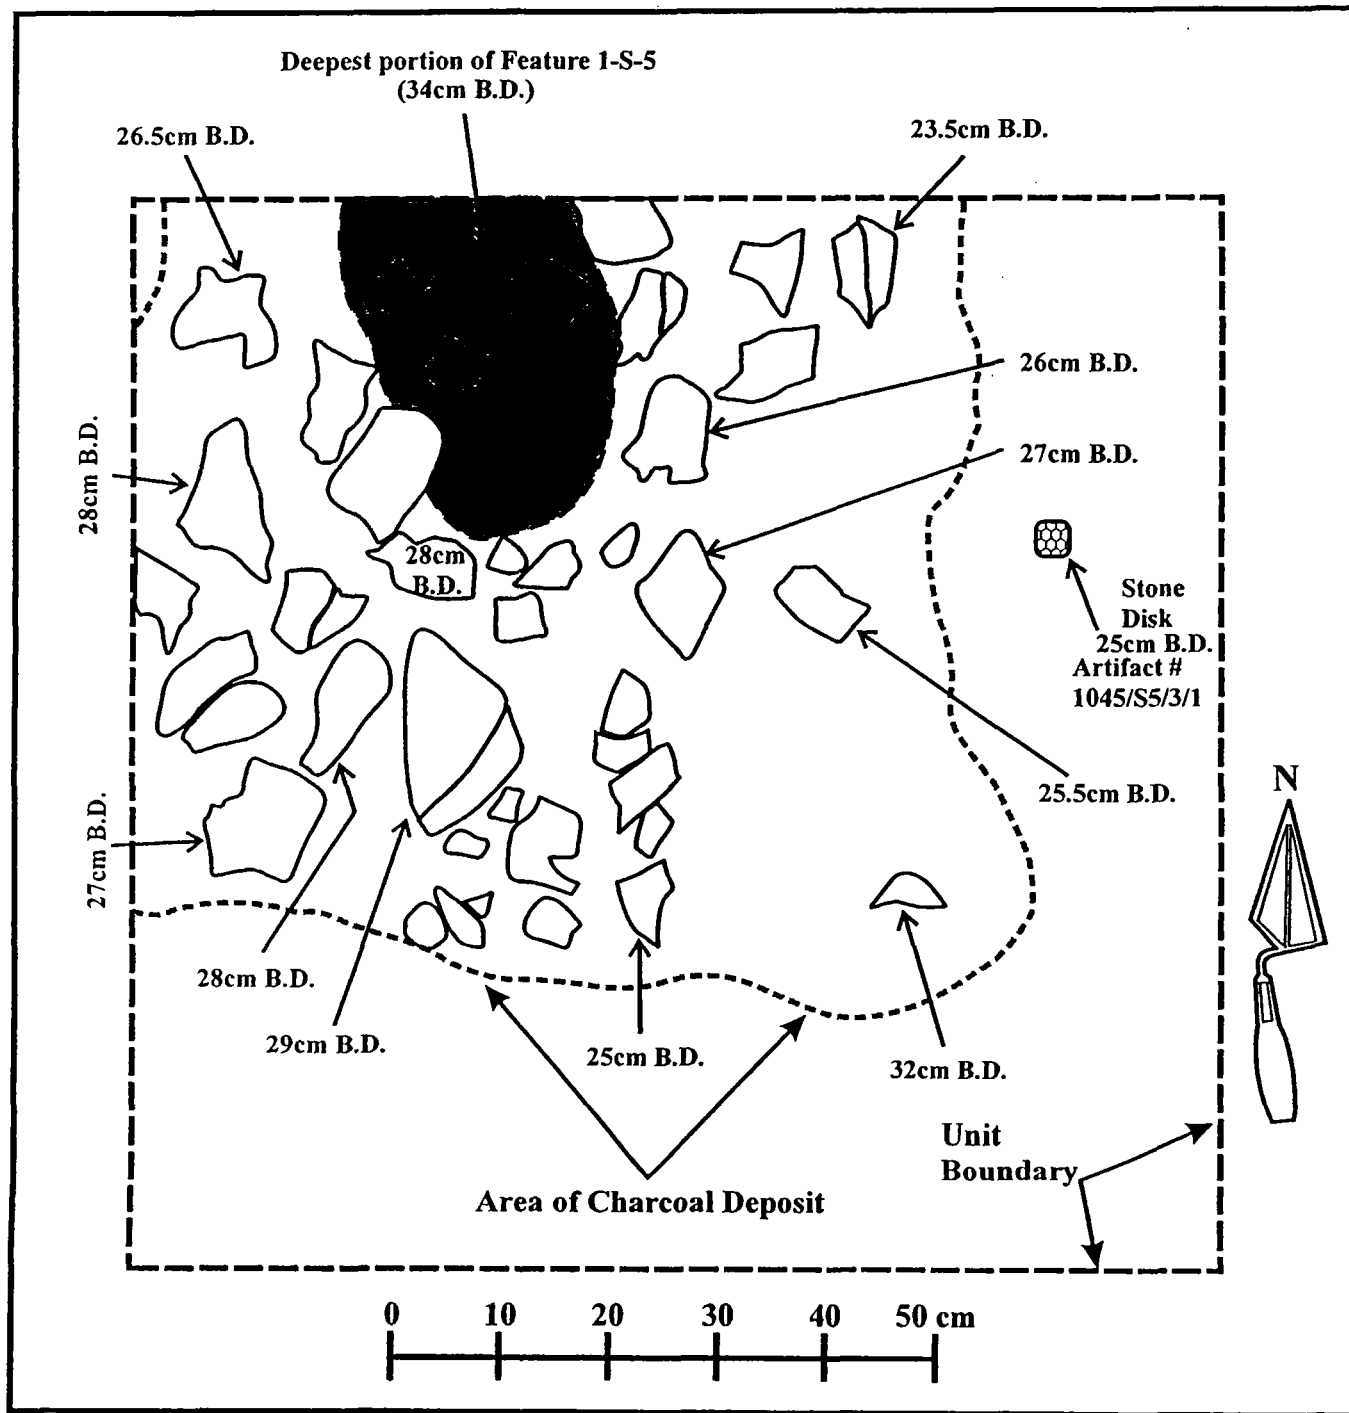 Deepest portion of Feature 1-S-5
(34cm B.D.)
26.5cm B.D.
23.5cm B.D.
26cm B.D.
28cm B.D.
27cm B.D.
28cm
B.D.
Stone
Disk
25cm B.D.
Artifact #
1045/S5/3/1
25.5cm B.D.
N
27cm B.D.
28cm B.D.
29cm B.D.
25cm B.D.
32cm B.D.
Unit
Boundary
Area of Charcoal Deposit
0 10 20 30 40 50 cm